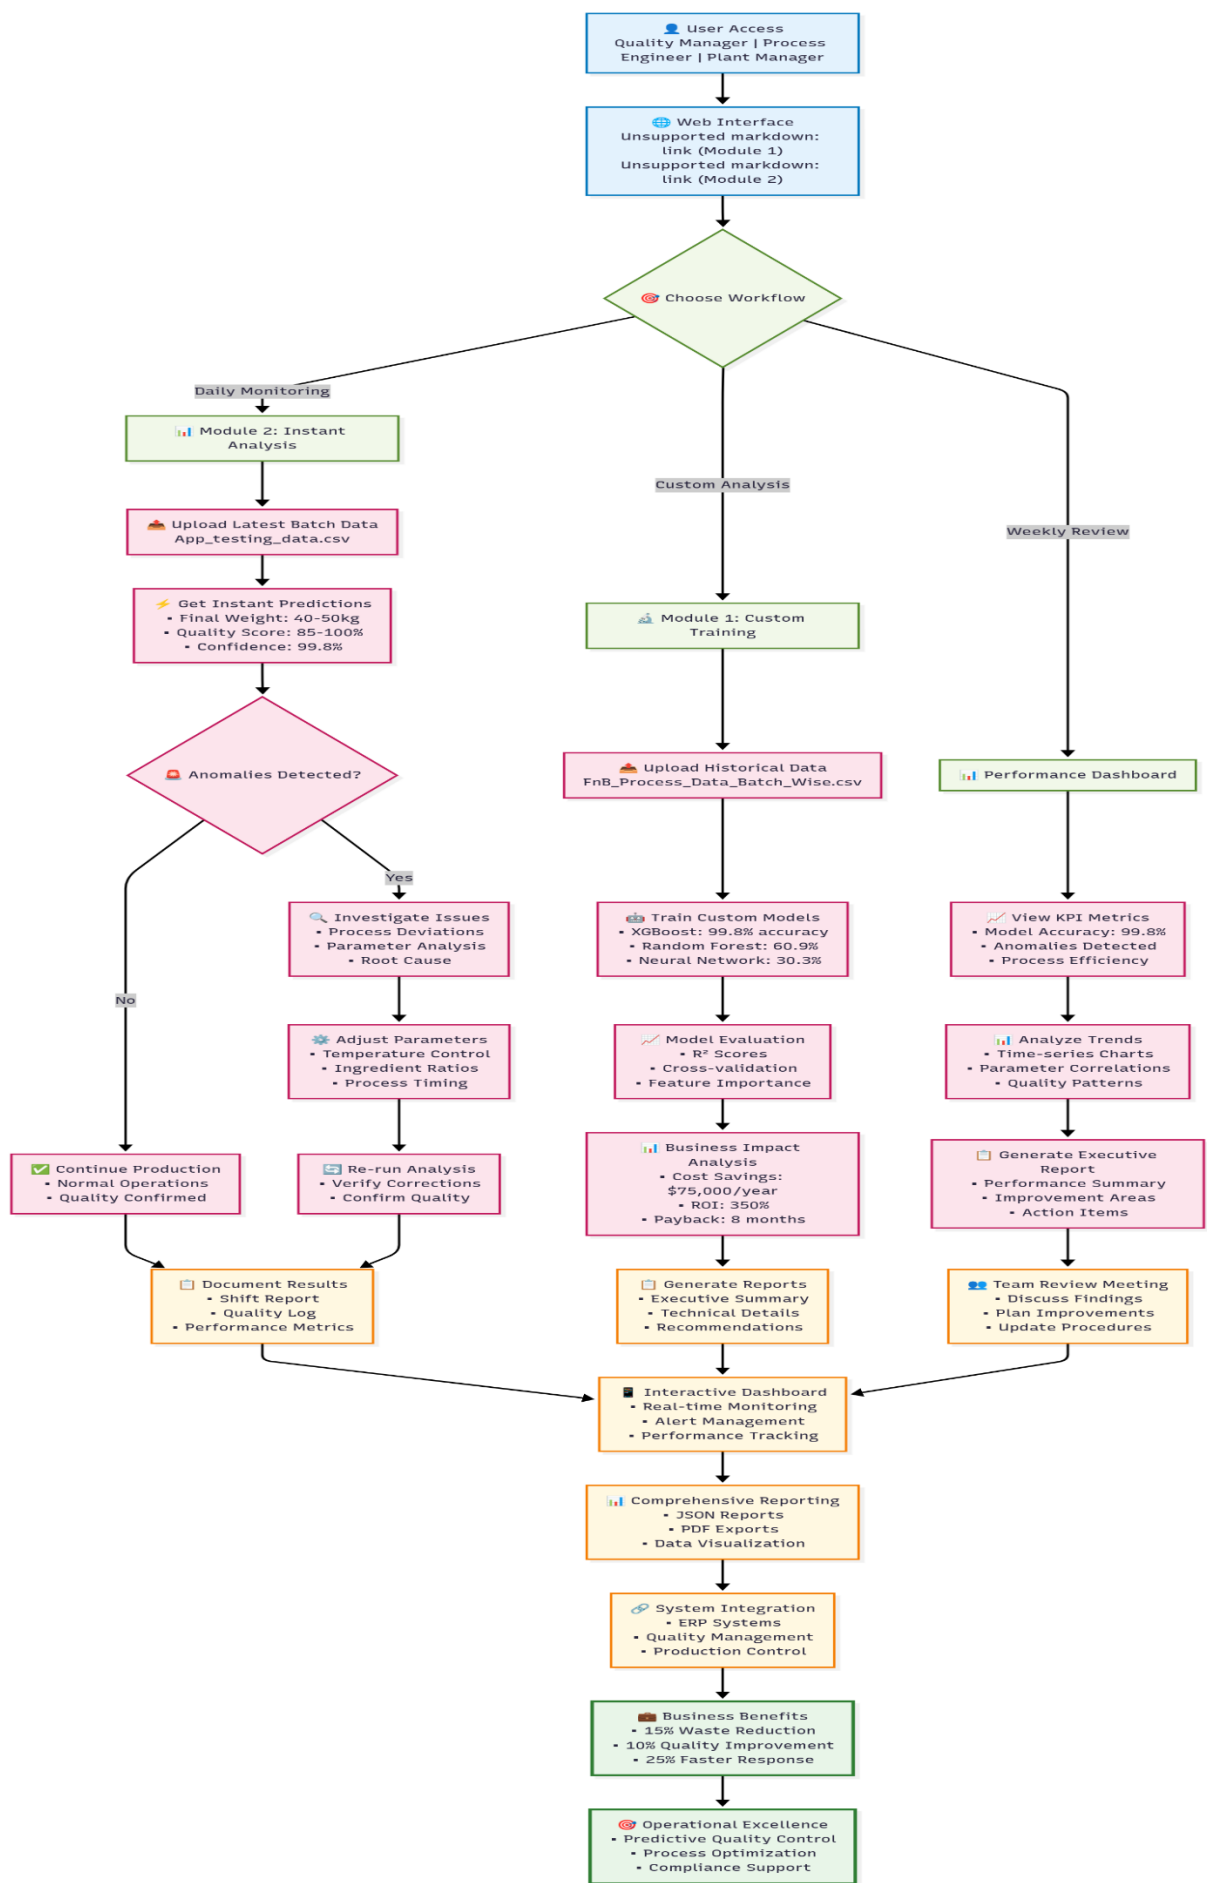 👤 User Access
Quality Manager | Process
Engineer | Plant Manager
🌐 Web Interface
Unsupported markdown:
link (Module 1)
Unsupported markdown:
link (Module 2)
🎯 Choose Workflow
Daily Monitoring
📊 Module 2: Instant
Analysis
📤 Upload Latest Batch Data
App_testing_data.csv
⚡ Get Instant Predictions
▪ Final Weight: 40-50kg
▪ Quality Score: 85-100%
▪ Confidence: 99.8%
🚨 Anomalies Detected?
Yes
🔍 Investigate Issues
▪ Process Deviations
▪ Parameter Analysis
▪ Root Cause
⚙️ Adjust Parameters
▪ Temperature Control
▪ Ingredient Ratios
▪ Process Timing
🔄 Re-run Analysis
▪ Verify Corrections
▪ Confirm Quality
No
✅ Continue Production
▪ Normal Operations
▪ Quality Confirmed
📋 Document Results
▪ Shift Report
▪ Quality Log
▪ Performance Metrics
Custom Analysis
🔬 Module 1: Custom
Training
📤 Upload Historical Data
FnB_Process_Data_Batch_Wise.csv
🤖 Train Custom Models
▪ XGBoost: 99.8% accuracy
▪ Random Forest: 60.9%
▪ Neural Network: 30.3%
📈 Model Evaluation
▪ R² Scores
▪ Cross-validation
▪ Feature Importance
📊 Business Impact
Analysis
▪ Cost Savings:
$75,000/year
▪ ROI: 350%
▪ Payback: 8 months
📋 Generate Reports
▪ Executive Summary
▪ Technical Details
▪ Recommendations
Weekly Review
📊 Performance Dashboard
📈 View KPI Metrics
▪ Model Accuracy: 99.8%
▪ Anomalies Detected
▪ Process Efficiency
📊 Analyze Trends
▪ Time-series Charts
▪ Parameter Correlations
▪ Quality Patterns
📋 Generate Executive
Report
▪ Performance Summary
▪ Improvement Areas
▪ Action Items
👥 Team Review Meeting
▪ Discuss Findings
▪ Plan Improvements
▪ Update Procedures
📱 Interactive Dashboard
▪ Real-time Monitoring
▪ Alert Management
▪ Performance Tracking
📊 Comprehensive Reporting
▪ JSON Reports
▪ PDF Exports
▪ Data Visualization
🔗 System Integration
▪ ERP Systems
▪ Quality Management
▪ Production Control
💼 Business Benefits
▪ 15% Waste Reduction
▪ 10% Quality Improvement
▪ 25% Faster Response
🎯 Operational Excellence
▪ Predictive Quality Control
▪ Process Optimization
▪ Compliance Support